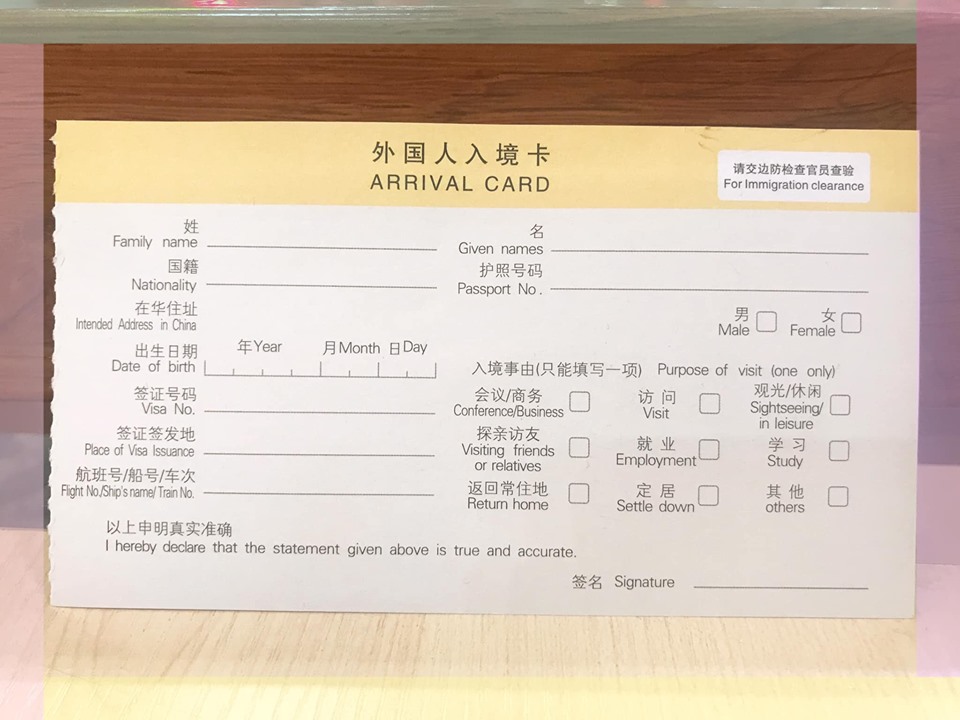 外国人入境卡
ARRIVAL CARD
请交边防检查官员查验
For Immigration clearance
姓
Family name
名
Given names
国籍
Nationality
护照号码
Passport No.
在华住址
Intended Address in China
男
Male
女
Female
出生日期
Date of birth
年Year 月Month 日Day
入境事由(只能填写一项) Purpose of visit (one only)
签证号码
Visa No.
会议/商务
Conference/Business
访问
Visit
观光/休闲
Sightseeing/
in leisure
签证签发地
Place of Visa Issuance
探亲访友
Visiting friends
or relatives
就业
Employment
学习
Study
航班号/船号/车次
Flight No./Ship's name/Train No.
返回常住地
Return home
定居
Settle down
其他
others
以上申明真实准确
I hereby declare that the statement given above is true and accurate.
签名 Signature